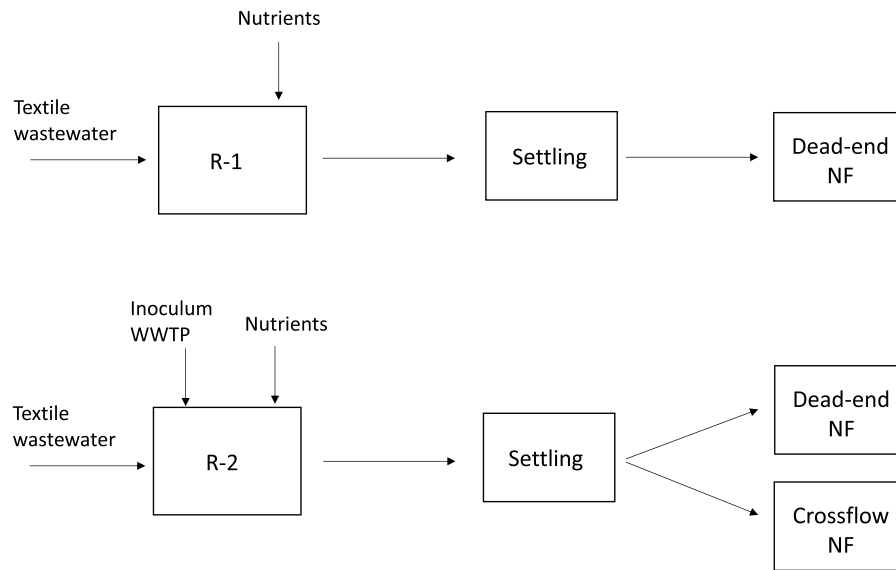 Nutrients
Textile
wastewater
R-1
Settling
Dead-end
NF
Inoculum
WWTP
Nutrients
Textile
wastewater
R-2
Settling
Dead-end
NF
Crossflow
NF